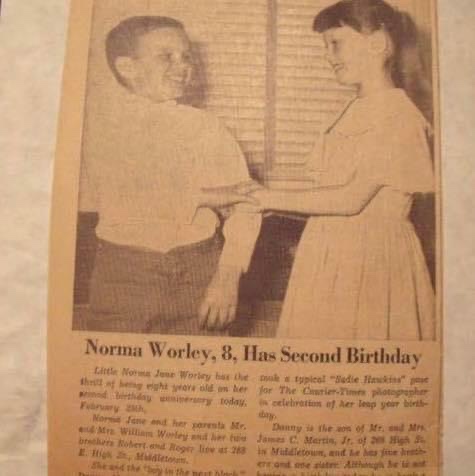 Norma Worley, 8, Has Second Birthday
Little Norma Jane Worley has the
thrill of being eight years old on her
second birthday anniversary today,
February 29th.
Norma Jane and her parents Mr.
and Mrs. William Worley and her two
brothers Robert and Roger live at 268
E. High St., Middletown.
She and the "boy in the next block"
took a typical "Sadie Hawkins" pose
for The Courier-Times photographer
in celebration of her leap year birth-
day.
Danny is the son of Mr. and Mrs.
James C. Martin, Jr. of 266 High St.
in Middletown, and he has five broth-
ers and one sister. Although he is not